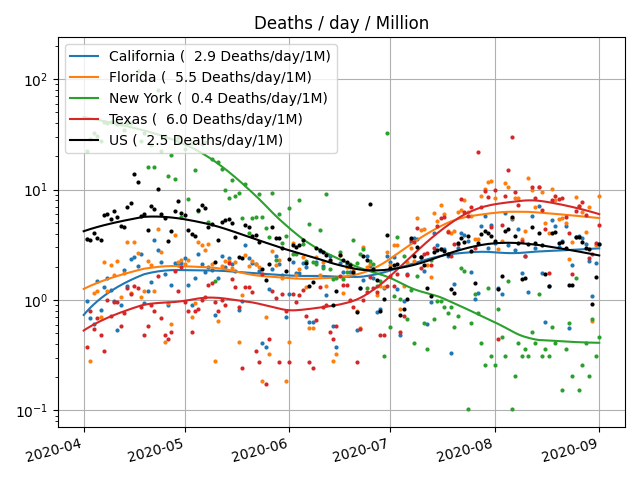 Deaths / day / Million
California (  2.9 Deaths/day/1M)
Florida (  5.5 Deaths/day/1M)
New York (  0.4 Deaths/day/1M)
Texas (  6.0 Deaths/day/1M)
US (  2.5 Deaths/day/1M)
10²
10¹
10⁰
10⁻¹
2020-04 2020-05 2020-06 2020-07 2020-08 2020-09